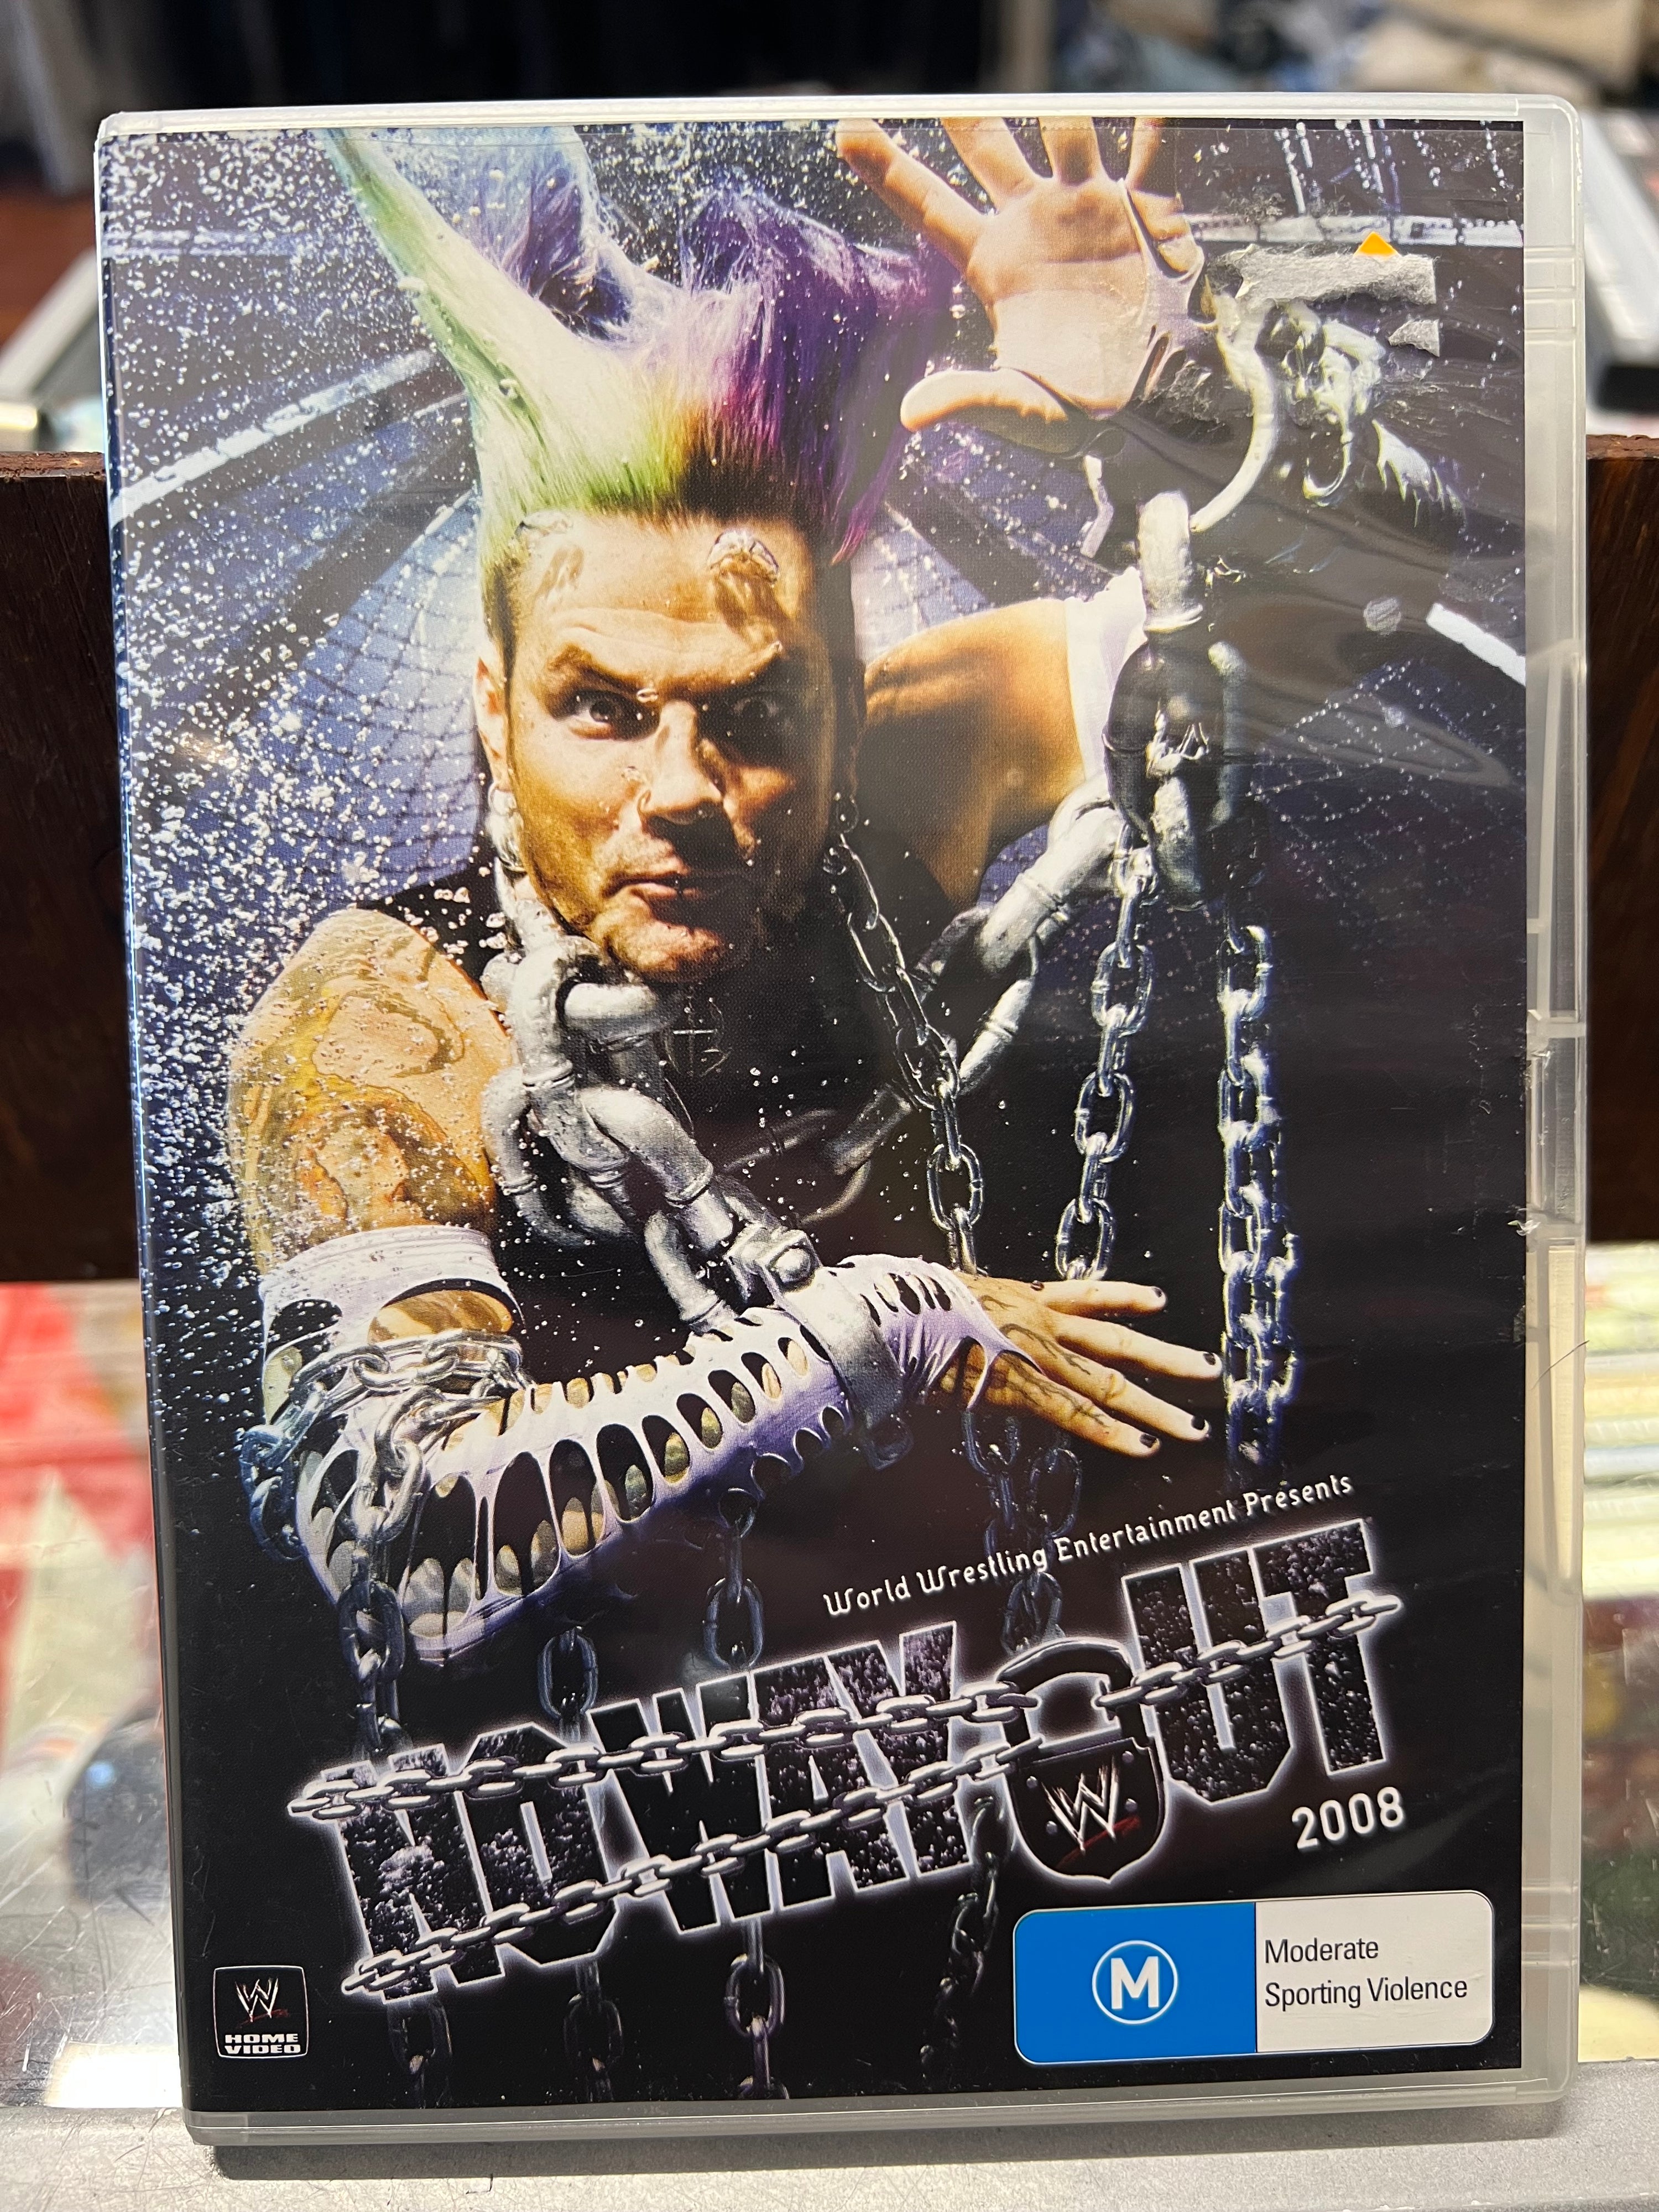 World Wrestling Entertainment Presents
NO WAY OUT
W
2008
M
Moderate
Sporting Violence
W
HOME
VIDEO